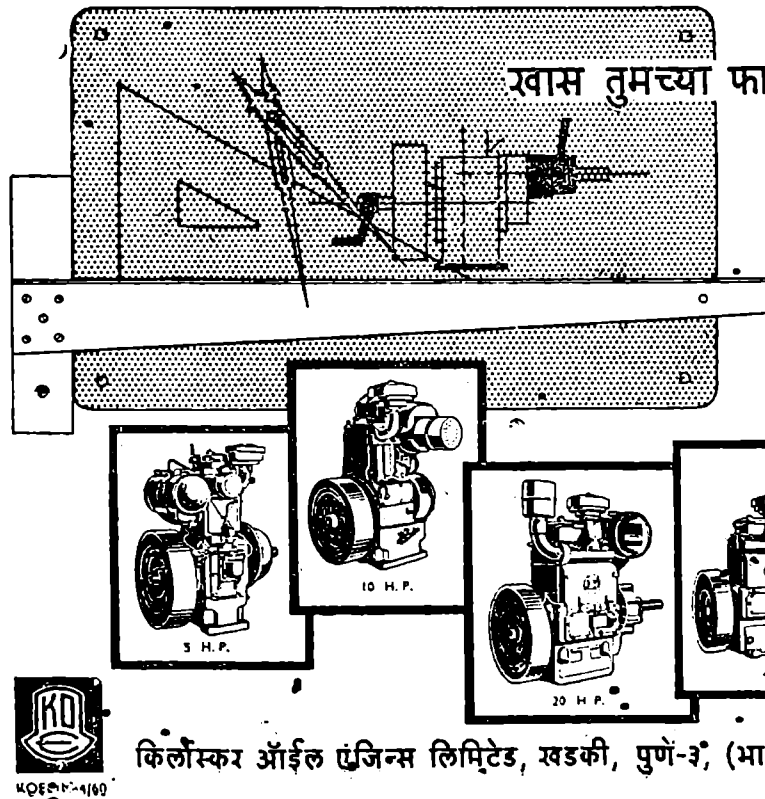 खास तुमच्या फा
10 H. P.
5 H. P.
20 H P.
KO
किर्लोस्कर ऑईल एंजिन्स लिमिटेड, खडकी, पुणें-३, (भा